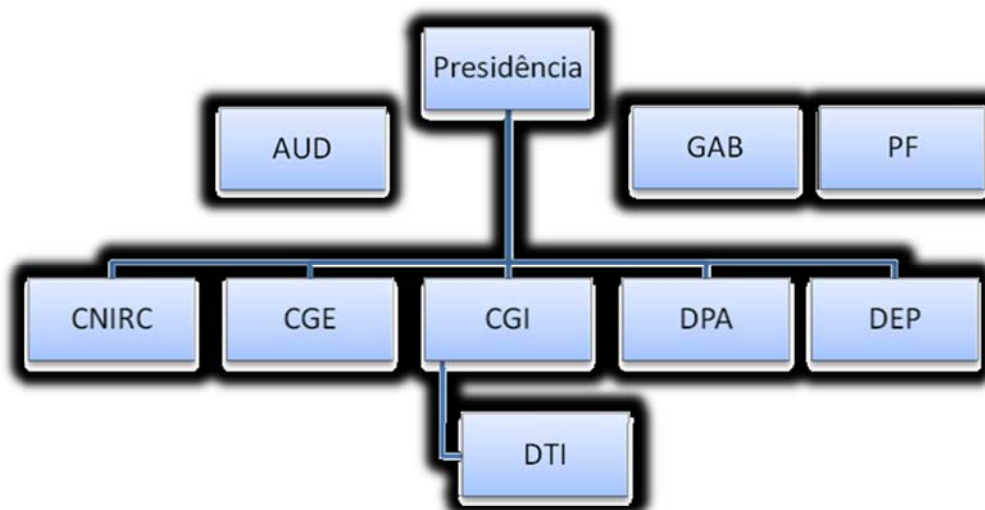 Presidência
AUD
GAB
PF
CNIRC
CGE
CGI
DPA
DEP
DTI